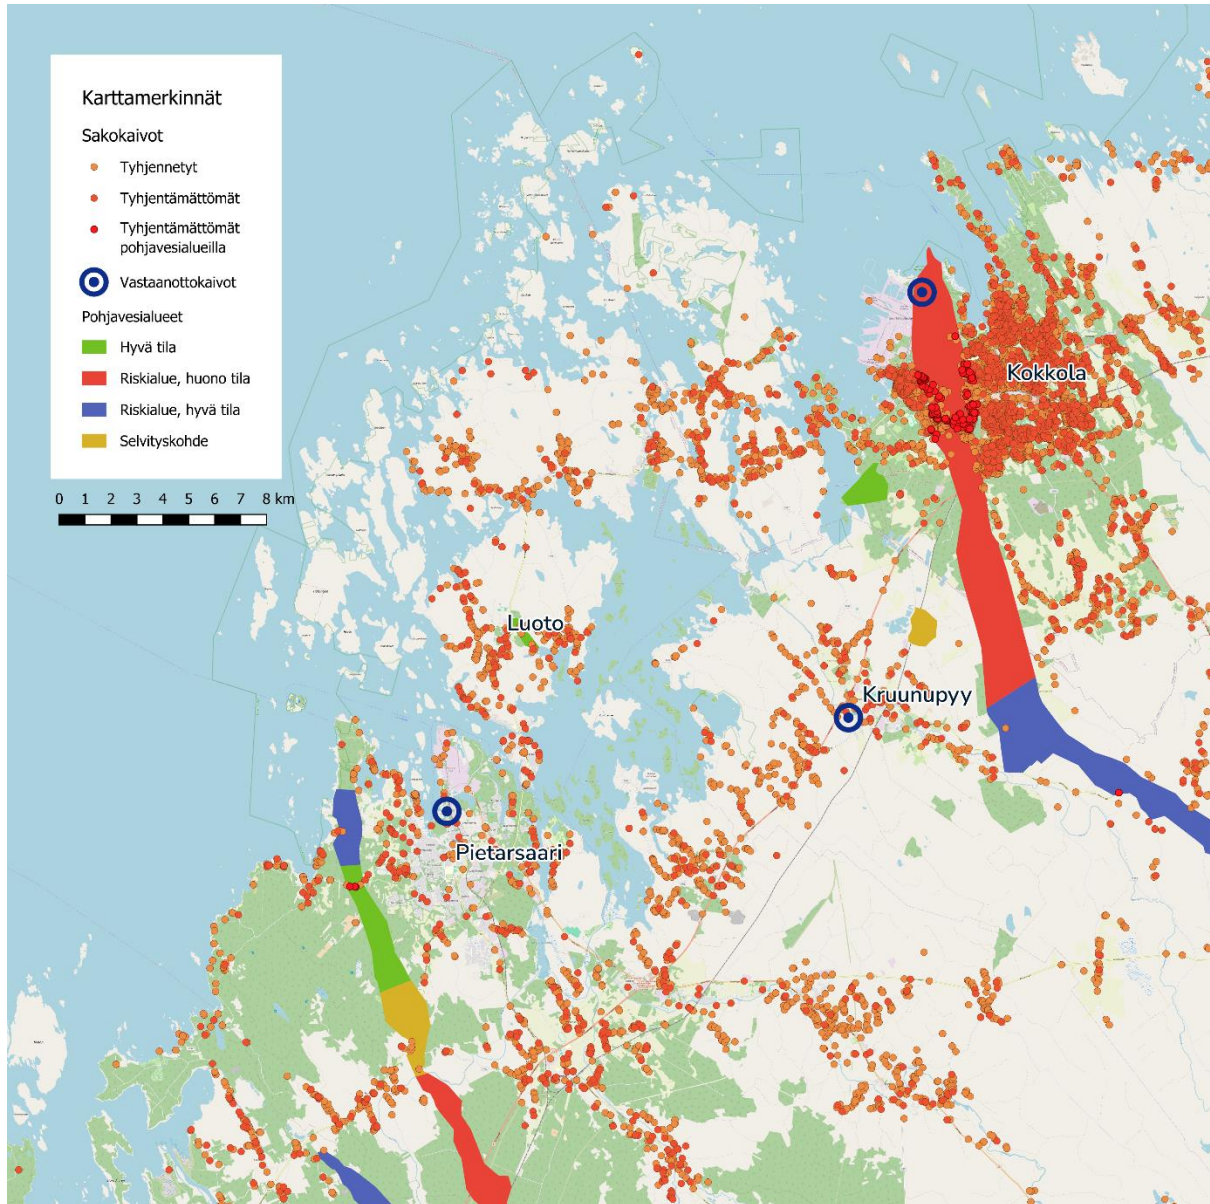 Karttamerkinnät
Sakokaivot
Tyhjennetyt
Tyhjentämättömät
Tyhjentämättömät
pohjavesialueilla
Vastaanottokaivot
Pohjavesialueet
Hyvä tila
Riskialue, huono tila
Riskialue, hyvä tila
Selvityskohde
0 1 2 3 4 5 6 7 8 km
Kokkola
Luoto
Kruunupyy
Pietarsaari